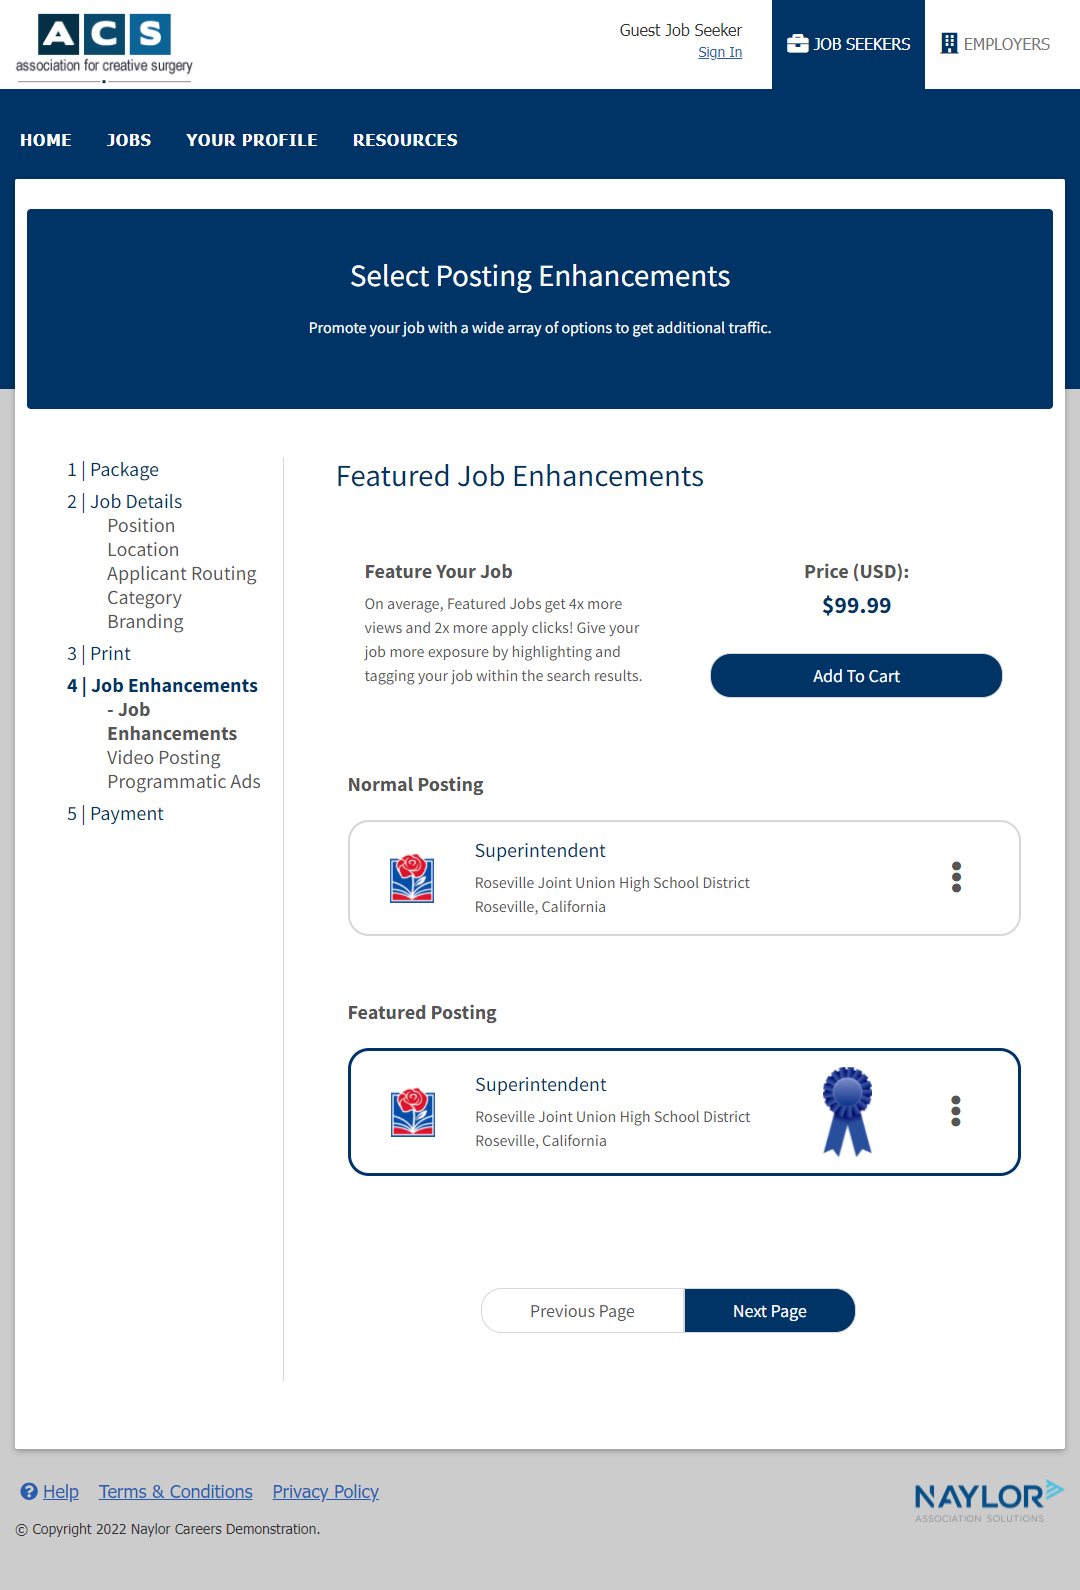 ACS
association for creative surgery
Guest Job Seeker
Sign In
JOB SEEKERS
EMPLOYERS
HOME JOBS YOUR PROFILE RESOURCES
Select Posting Enhancements
Promote your job with a wide array of options to get additional traffic.
1 | Package
2 | Job Details
Position
Location
Applicant Routing
Category
Branding
3 | Print
4 | Job Enhancements
- Job
Enhancements
Video Posting
Programmatic Ads
5 | Payment
Featured Job Enhancements
Feature Your Job
On average, Featured Jobs get 4x more
views and 2x more apply clicks! Give your
job more exposure by highlighting and
tagging your job within the search results.
Price (USD):
$99.99
Add To Cart
Normal Posting
Superintendent
Roseville Joint Union High School District
Roseville, California
Featured Posting
Superintendent
Roseville Joint Union High School District
Roseville, California
Previous Page
Next Page
? Help Terms & Conditions Privacy Policy
© Copyright 2022 Naylor Careers Demonstration.
NAYLOR
ASSOCIATION SOLUTIONS